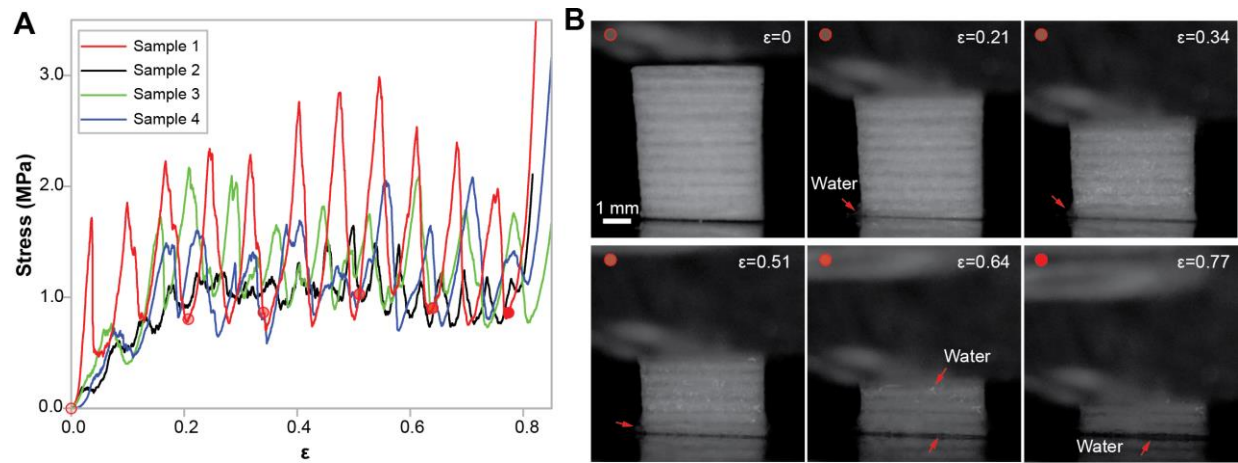 A
Sample 1
Sample 2
Sample 3
Sample 4
3.0
2.0
1.0
0.0
Stress (MPa)
0.0
0.2
0.4
0.6
0.8
ε
B
ε=0
1 mm
ε=0.21
Water
ε=0.34
ε=0.51
ε=0.64
Water
ε=0.77
Water